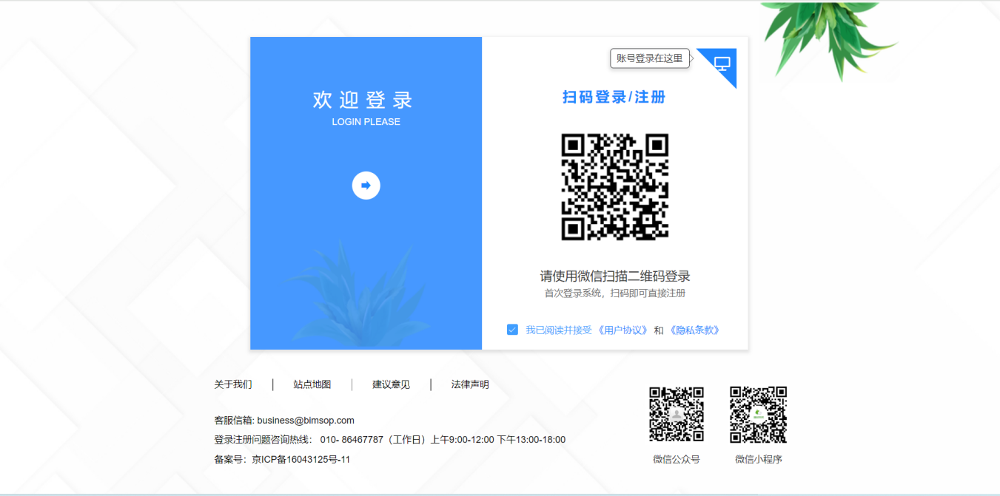 账号登录在这里
欢迎登录
LOGIN PLEASE
扫码登录/注册
请使用微信扫描二维码登录
首次登录系统，扫码即可直接注册
我已阅读并接受 《用户协议》 和 《隐私条款》
关于我们 | 站点地图 | 建议意见 | 法律声明
客服信箱: business@bimsop.com
登录注册问题咨询热线： 010- 86467787（工作日）上午9:00-12:00 下午13:00-18:00
备案号：京ICP备16043125号-11
微信公众号 微信小程序